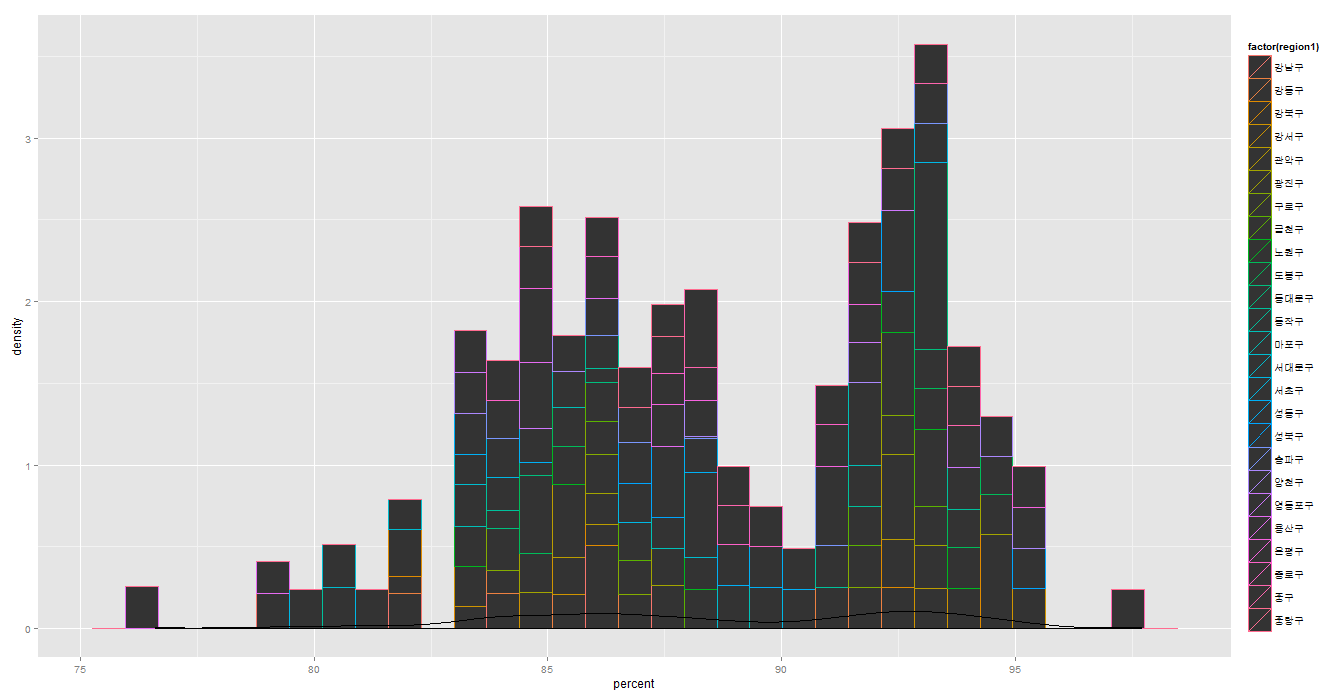 factor(region1)
강남구
강동구
강북구
강서구
관악구
광진구
구로구
금천구
노원구
도봉구
동대문구
동작구
마포구
서대문구
서초구
성동구
성북구
송파구
양천구
영등포구
용산구
은평구
종로구
중구
중랑구
density
3
2
1
0
75
80
85
90
95
percent